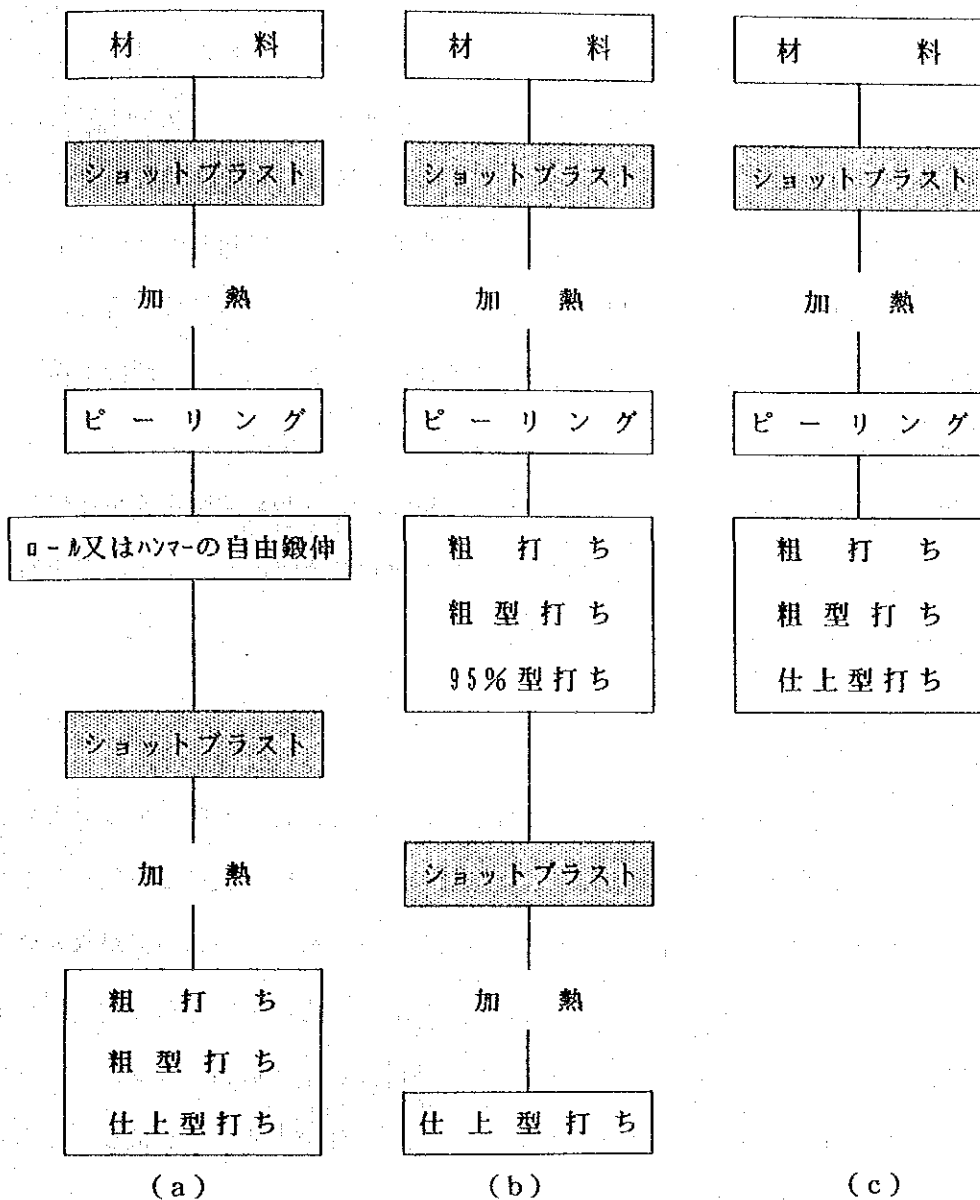 材料
ショットブラスト
加熱
ピーリング
ロール又はハンマーの自由鍛伸
ショットブラスト
加熱
粗打ち
粗型打ち
仕上型打ち
(a)
材料
ショットブラスト
加熱
ピーリング
粗打ち
粗型打ち
95%型打ち
ショットブラスト
加熱
仕上型打ち
(b)
材料
ショットブラスト
加熱
ピーリング
粗打ち
粗型打ち
仕上型打ち
(c)